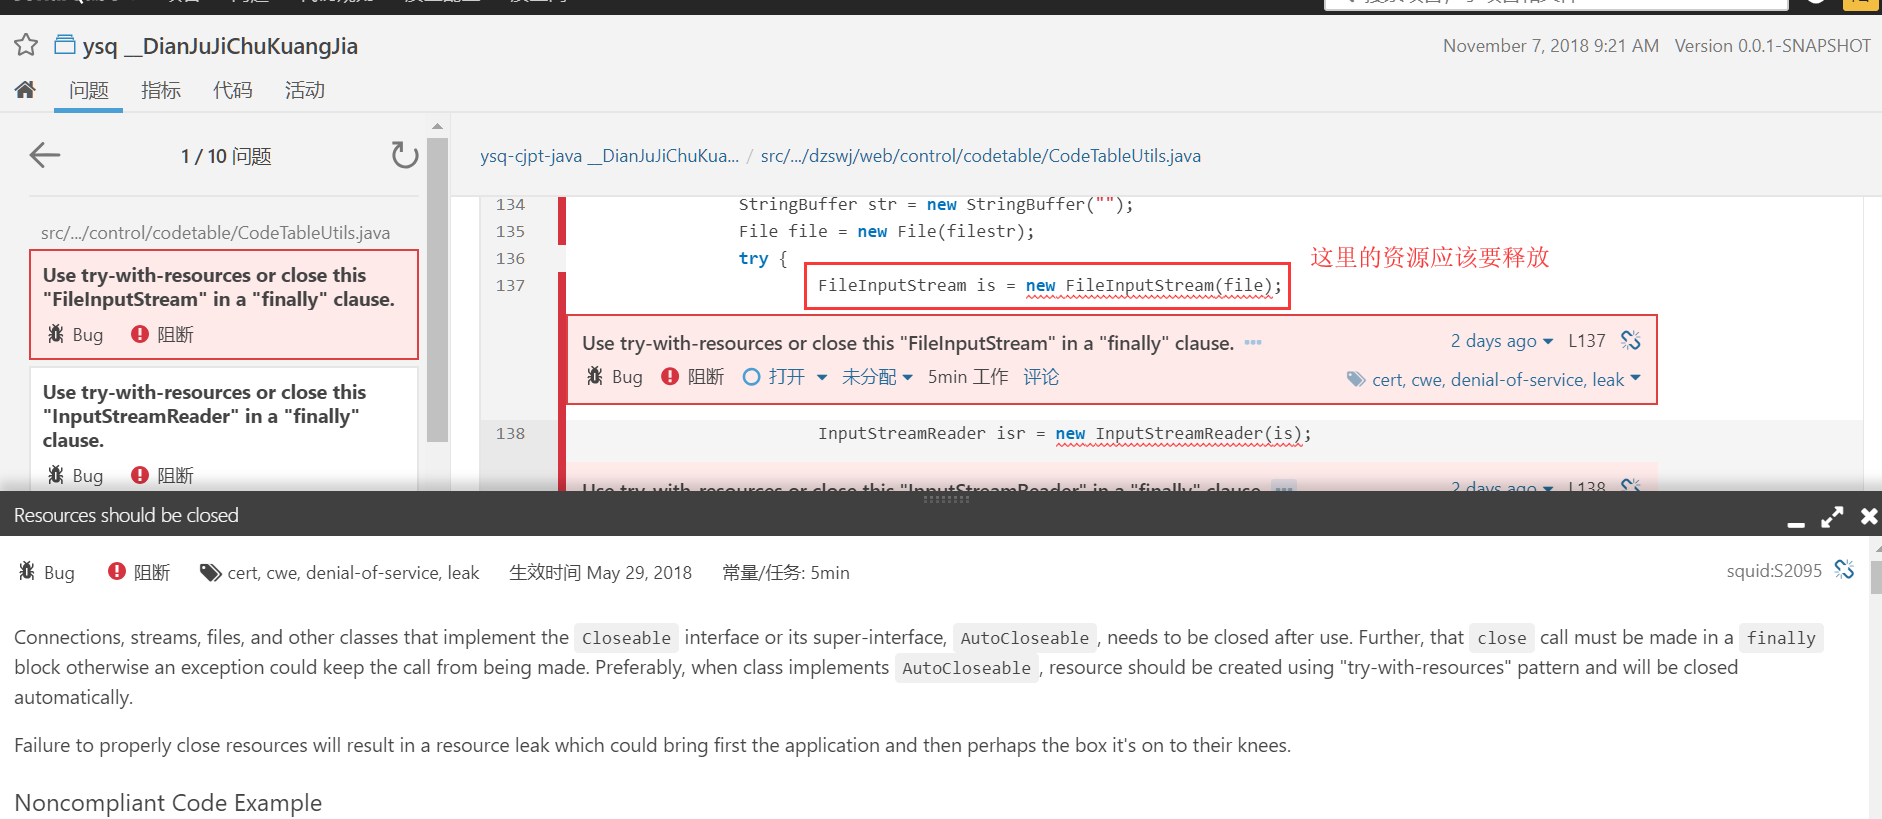 ysq __DianJuJiChuKuangJia
November 7, 2018 9:21 AM Version 0.0.1-SNAPSHOT
问题 指标 代码 活动
1 / 10 问题
ysq-cjpt-java __DianJuJiChuKua... / src/.../dzswj/web/control/codetable/CodeTableUtils.java
src/.../control/codetable/CodeTableUtils.java
Use try-with-resources or close this
"FileInputStream" in a "finally" clause.
Bug 阻断
Use try-with-resources or close this
"InputStreamReader" in a "finally"
clause.
Bug 阻断
134 StringBuffer str = new StringBuffer("");
135 File file = new File(filestr);
136 try {
这里的资源应该要释放
137 FileInputStream is = new FileInputStream(file);
Use try-with-resources or close this "FileInputStream" in a "finally" clause. 2 days ago L137
Bug 阻断 打开 未分配 5min 工作 评论 cert, cwe, denial-of-service, leak
138 InputStreamReader isr = new InputStreamReader(is);
Use try-with-resources or close this "InputStreamReader" in a "finally" clause. 2 days ago L138
Resources should be closed
Bug 阻断 cert, cwe, denial-of-service, leak 生效时间 May 29, 2018 常量/任务: 5min squid:S2095
Connections, streams, files, and other classes that implement the Closeable interface or its super-interface, AutoCloseable, needs to be closed after use. Further, that close call must be made in a finally
block otherwise an exception could keep the call from being made. Preferably, when class implements AutoCloseable, resource should be created using "try-with-resources" pattern and will be closed
automatically.
Failure to properly close resources will result in a resource leak which could bring first the application and then perhaps the box it's on to their knees.
Noncompliant Code Example